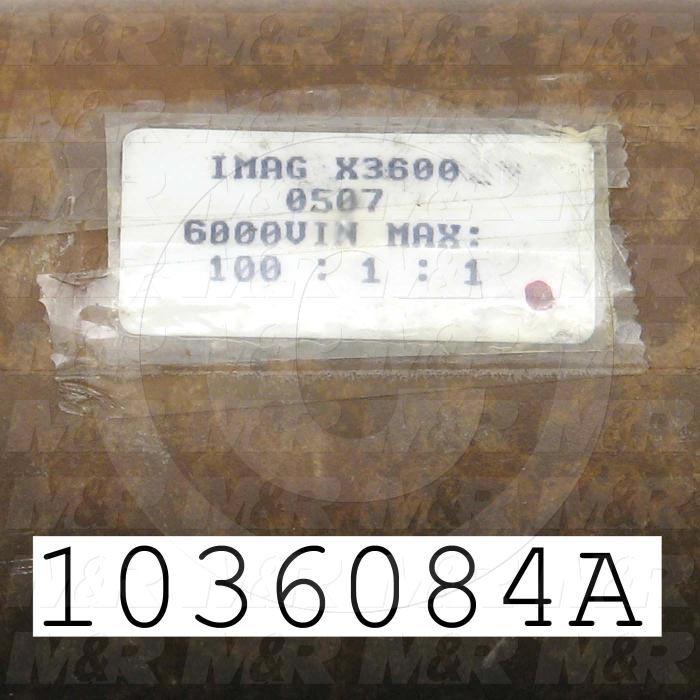 IMAG X3600
0507
6000VIN MAX:
100 : 1 : 1
1036084A
M&R